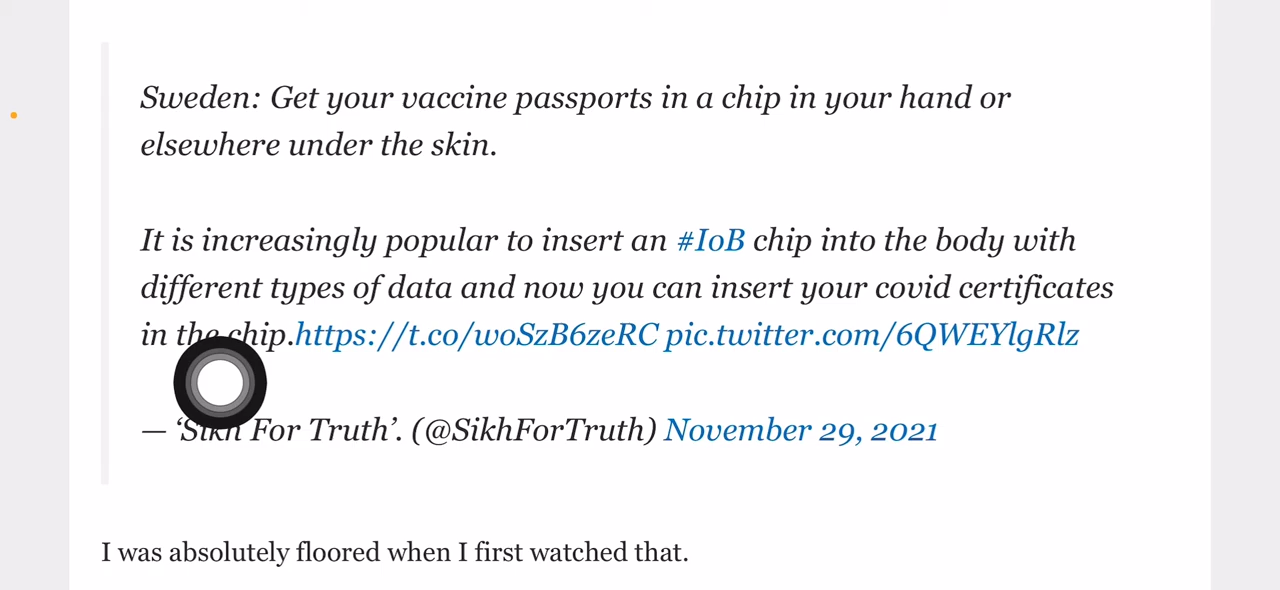 Sweden: Get your vaccine passports in a chip in your hand or
elsewhere under the skin.
It is increasingly popular to insert an #IoB chip into the body with
different types of data and now you can insert your covid certificates
in the chip.https://t.co/woSzB6zeRC pic.twitter.com/6QWEYlgRlz
— ‘Sikh For Truth’. (@SikhForTruth) November 29, 2021
I was absolutely floored when I first watched that.